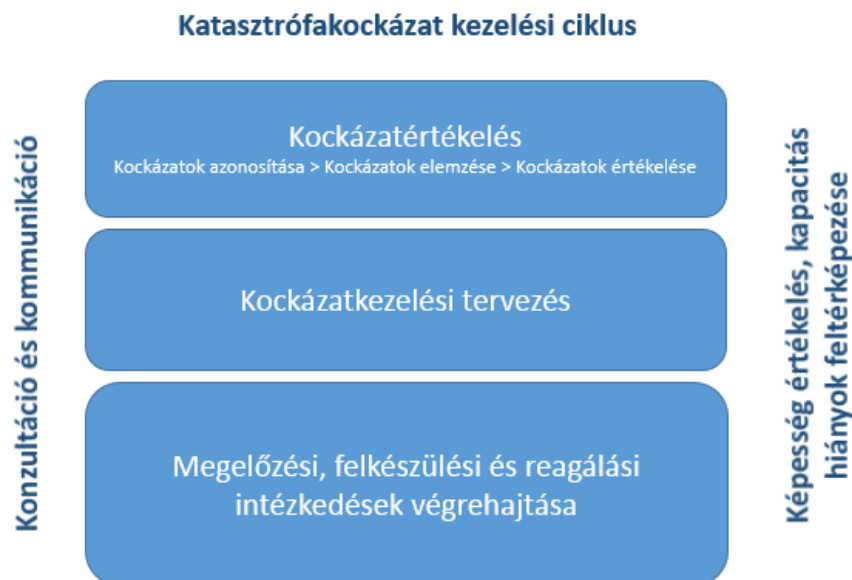 Katasztrófakockázat kezelési ciklus
Konzultáció és kommunikáció
Kockázatértékelés
Kockázatok azonosítása > Kockázatok elemzése > Kockázatok értékelése
Kockázatkezelési tervezés
Megelőzési, felkészülési és reagálási
intézkedések végrehajtása
Képesség értékelés, kapacitás
hiányok feltérképezése